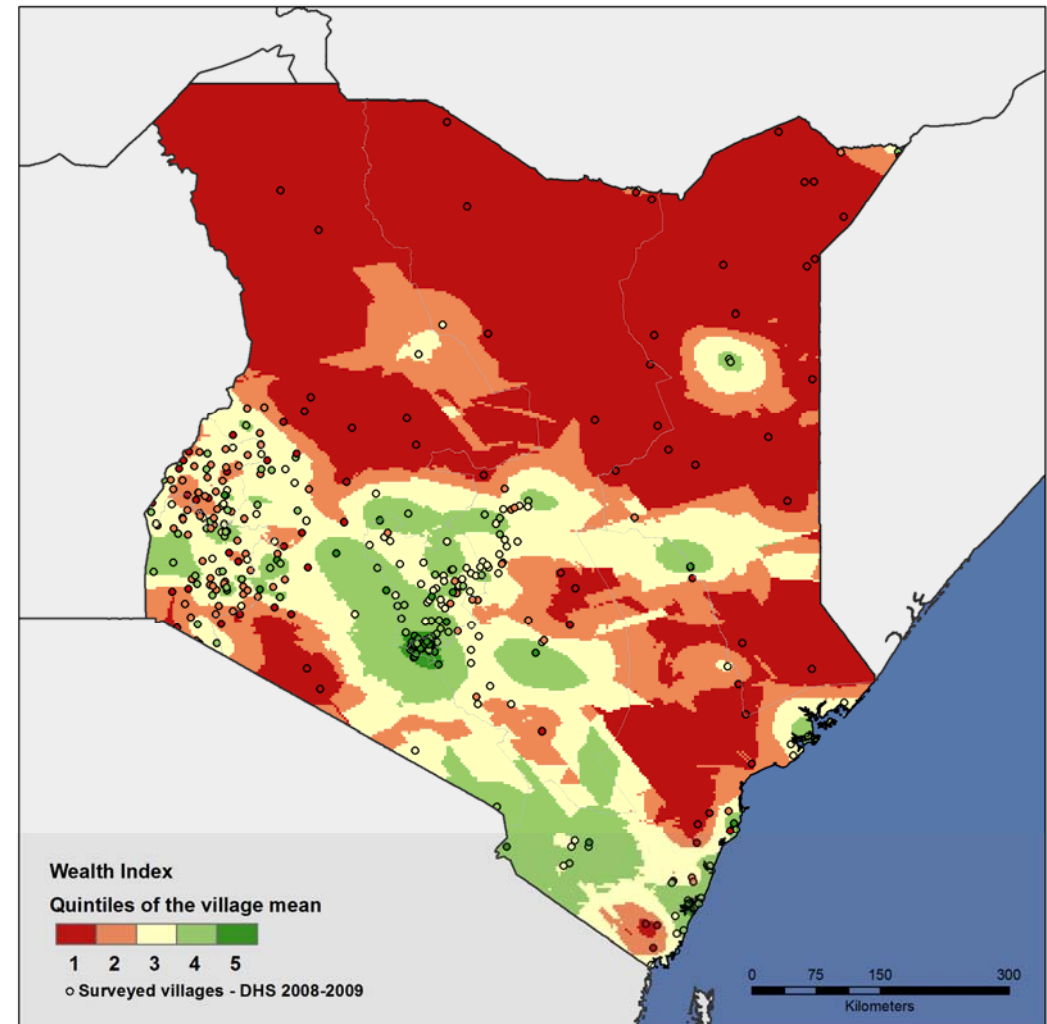 Wealth Index
Quintiles of the village mean
1 2 3 4 5
Surveyed villages - DHS 2008-2009
0 75 150 300
Kilometers